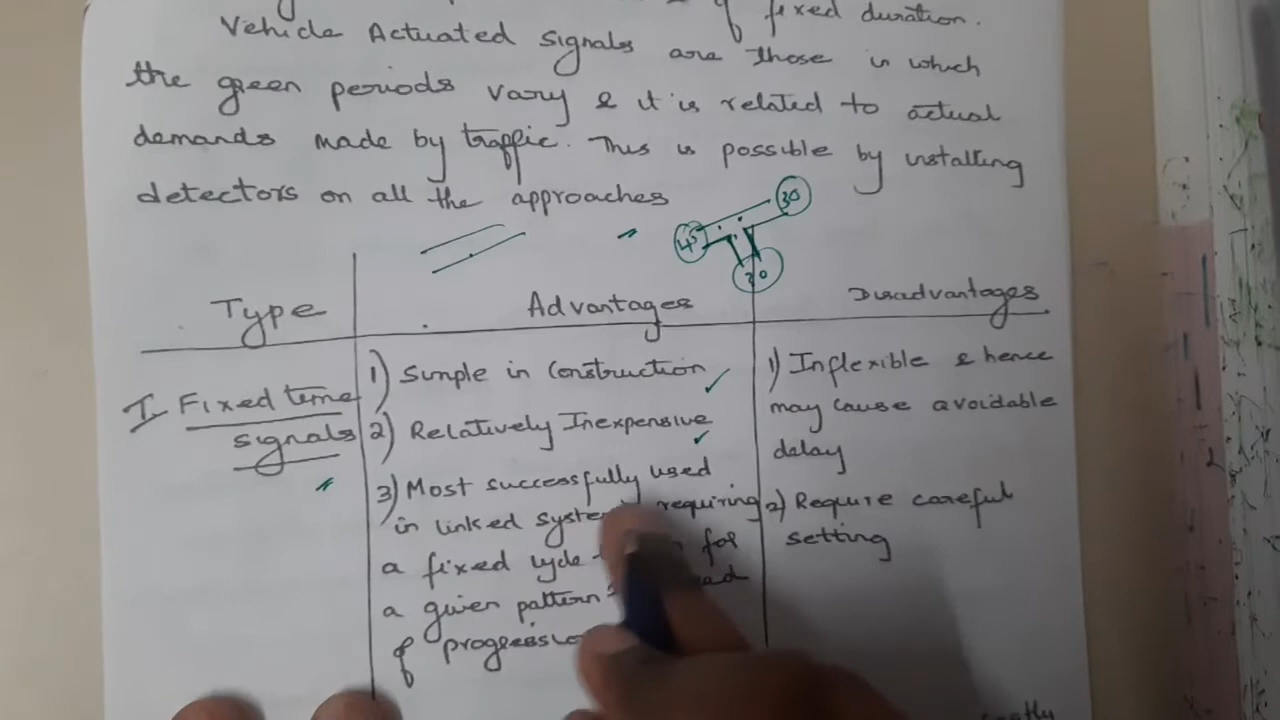 of fixed duration.
Vehicle Actuated signals are those in which
the green periods vary & it is related to actual
demands made by traffic. This is possible by installing
detectors on all the approaches
30
45
30
Type Advantages Disadvantages
I Fixed time signals
1) Simple in Construction
2) Relatively Inexpensive
3) Most successfully used
in linked system requiring
a fixed cycle for
a given pattern
of progression
1) Inflexible & hence
may cause avoidable
delay
2) Require careful
setting
costly